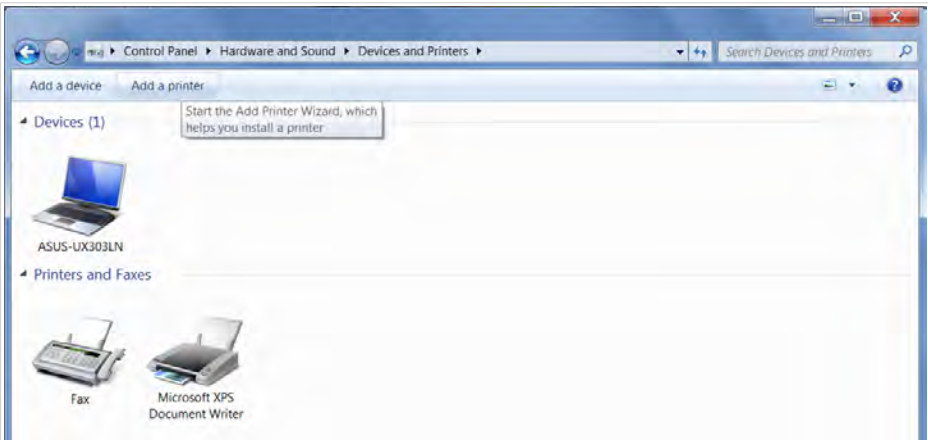 Control Panel ▸ Hardware and Sound ▸ Devices and Printers ▸
Search Devices and Printers
Add a device Add a printer
Start the Add Printer Wizard, which
helps you install a printer
Devices (1)
ASUS-UX303LN
Printers and Faxes
Fax
Microsoft XPS
Document Writer